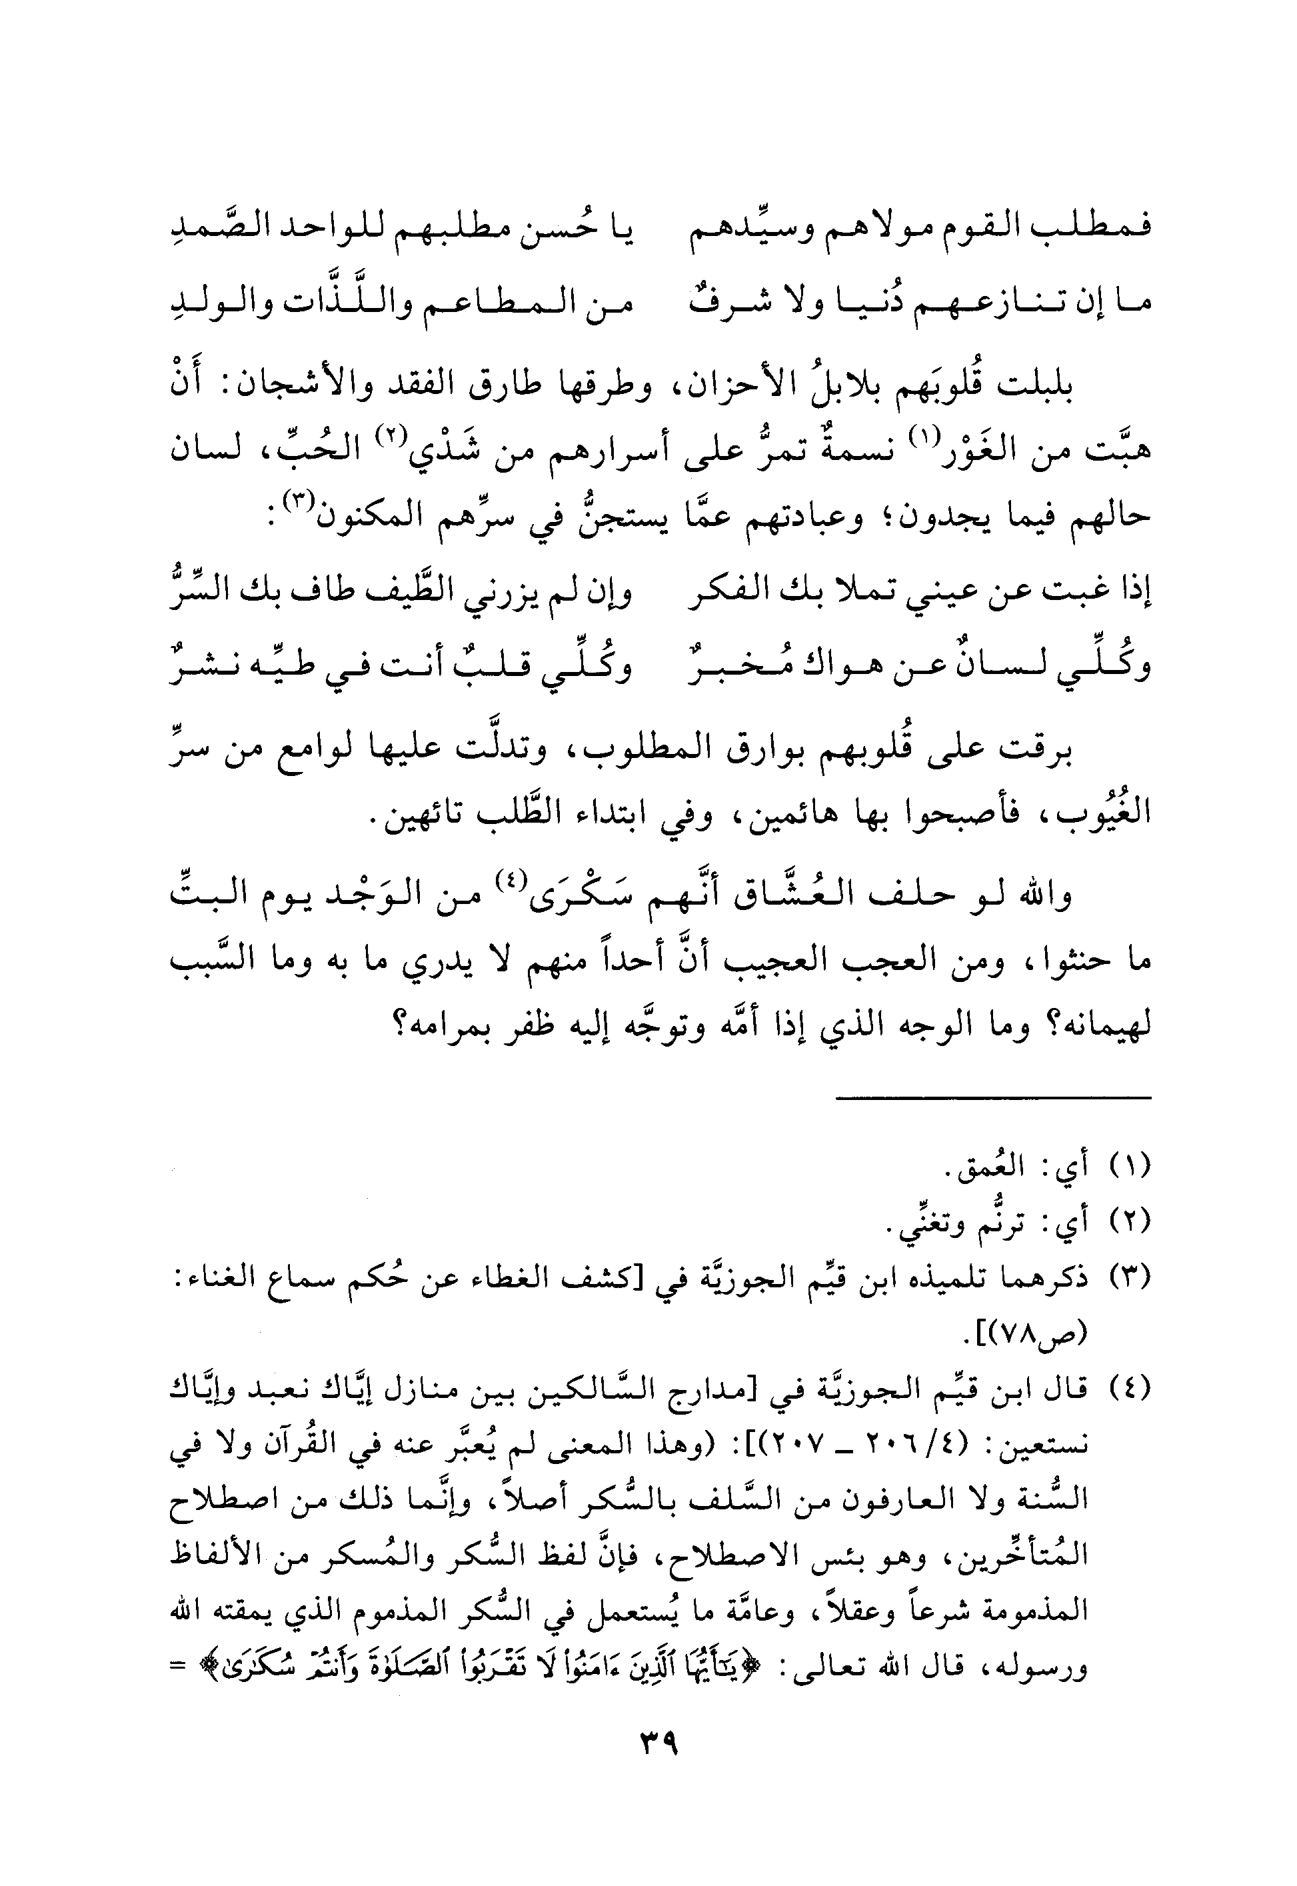 فمطلب القوم مولاهم وسيِّدهم يا حُسن مطلبهم للواحد الصَّمدِ
ما إن تنازعهم دُنيا ولا شرفٌ من المطاعم واللَّذَّات والولدِ
بلبلت قُلوبَهم بلابلُ الأحزان، وطرقها طارق الفقد والأشجان: أَنْ
هبَّت من الغَوْر(١) نسمةٌ تمرُّ على أسرارهم من شَذْي(٢) الحُبِّ، لسان
حالهم فيما يجدون؛ وعبادتهم عمَّا يستجنُّ في سرِّهم المكنون(٣):
إذا غبت عن عيني تملا بك الفكر وإن لم يزرني الطَّيف طاف بك السِّرُّ
وكُلِّي لسانٌ عن هواك مُخبرٌ وكُلِّي قلبٌ أنت في طيِّه نشرٌ
برقت على قُلوبهم بوارق المطلوب، وتدلَّت عليها لوامع من سرِّ
الغُيُوب، فأصبحوا بها هائمين، وفي ابتداء الطَّلب تائهين.
والله لو حلف العُشَّاق أنَّهم سَكْرَى(٤) من الوَجْد يوم البتِّ
ما حنثوا، ومن العجب العجيب أنَّ أحداً منهم لا يدري ما به وما السَّبب
لهيمانه؟ وما الوجه الذي إذا أمَّه وتوجَّه إليه ظفر بمرامه؟
(١) أي: العُمق.
(٢) أي: ترنُّم وتغنِّي.
(٣) ذكرهما تلميذه ابن قيِّم الجوزيَّة في [كشف الغطاء عن حُكم سماع الغناء:
(ص٧٨)].
(٤) قال ابن قيِّم الجوزيَّة في [مدارج السَّالكين بين منازل إيَّاك نعبد وإيَّاك
نستعين: (٤/ ٢٠٦ ـ ٢٠٧)]: (وهذا المعنى لم يُعبَّر عنه في القُرآن ولا في
السُّنة ولا العارفون من السَّلف بالسُّكر أصلاً، وإنَّما ذلك من اصطلاح
المُتأخِّرين، وهو بئس الاصطلاح، فإنَّ لفظ السُّكر والمُسكر من الألفاظ
المذمومة شرعاً وعقلاً، وعامَّة ما يُستعمل في السُّكر المذموم الذي يمقته الله
ورسوله، قال الله تعالى: ﴿يَٰٓأَيُّهَا ٱلَّذِينَ ءَامَنُواْ لَا تَقْرَبُواْ ٱلصَّلَوٰةَ وَأَنتُمْ سُكَٰرَىٰ﴾ =
٣٩